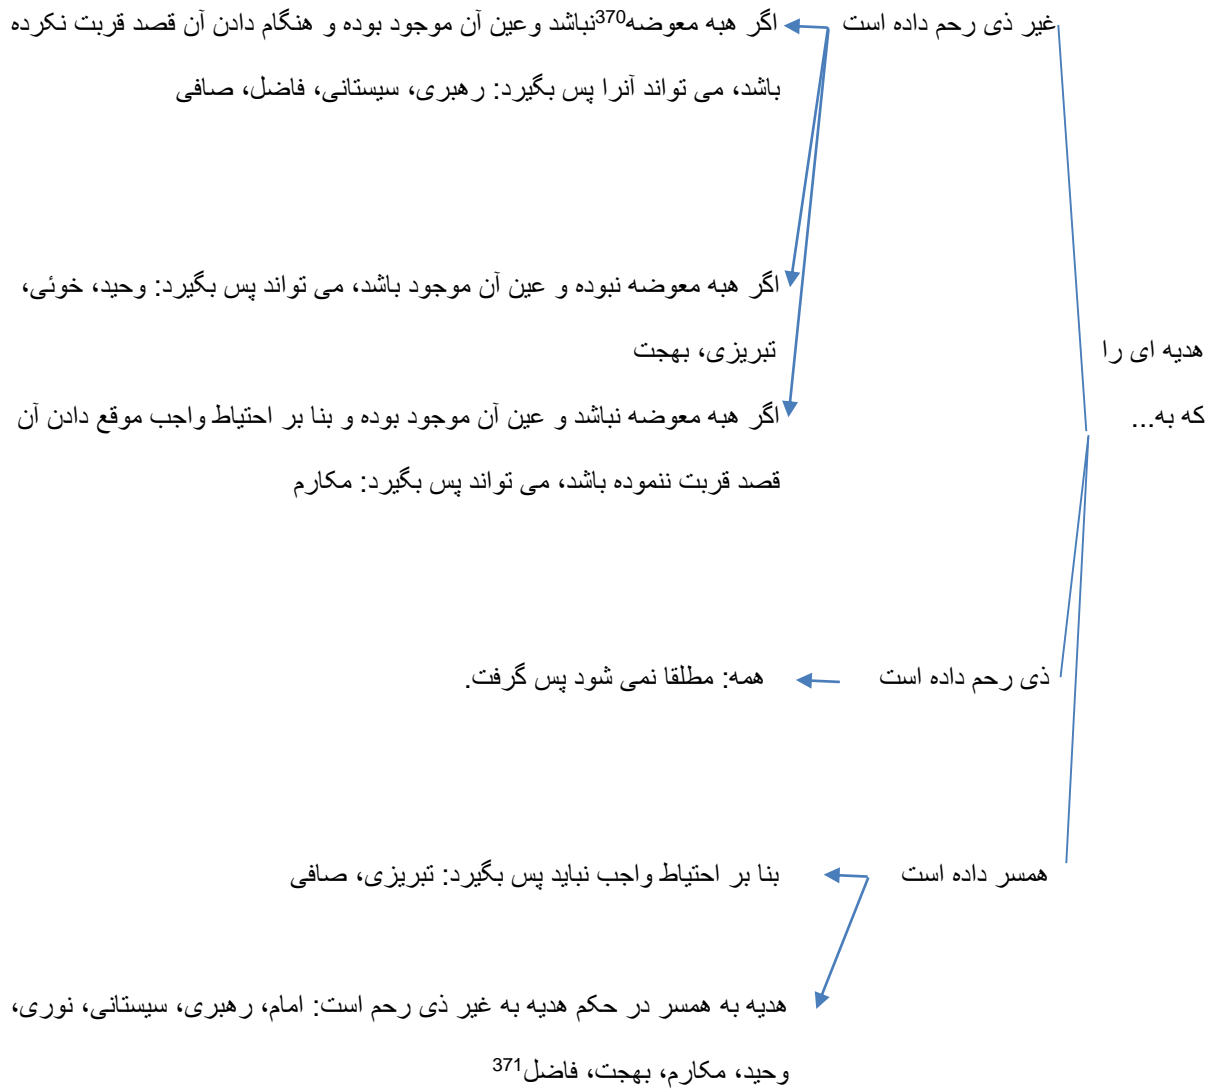 هدیه ای را
که به...
غیر ذی رحم داده است
اگر هبه معوضه370نباشد وعین آن موجود بوده و هنگام دادن آن قصد قربت نکرده
باشد، می تواند آنرا پس بگیرد: رهبری، سیستانی، فاضل، صافی
اگر هبه معوضه نبوده و عین آن موجود باشد، می تواند پس بگیرد: وحید، خوئی،
تبریزی، بهجت
اگر هبه معوضه نباشد و عین آن موجود بوده و بنا بر احتیاط واجب موقع دادن آن
قصد قربت ننموده باشد، می تواند پس بگیرد: مکارم
ذی رحم داده است
همه: مطلقا نمی شود پس گرفت.
همسر داده است
بنا بر احتیاط واجب نباید پس بگیرد: تبریزی، صافی
هدیه به همسر در حکم هدیه به غیر ذی رحم است: امام، رهبری، سیستانی، نوری،
وحید، مکارم، بهجت، فاضل371